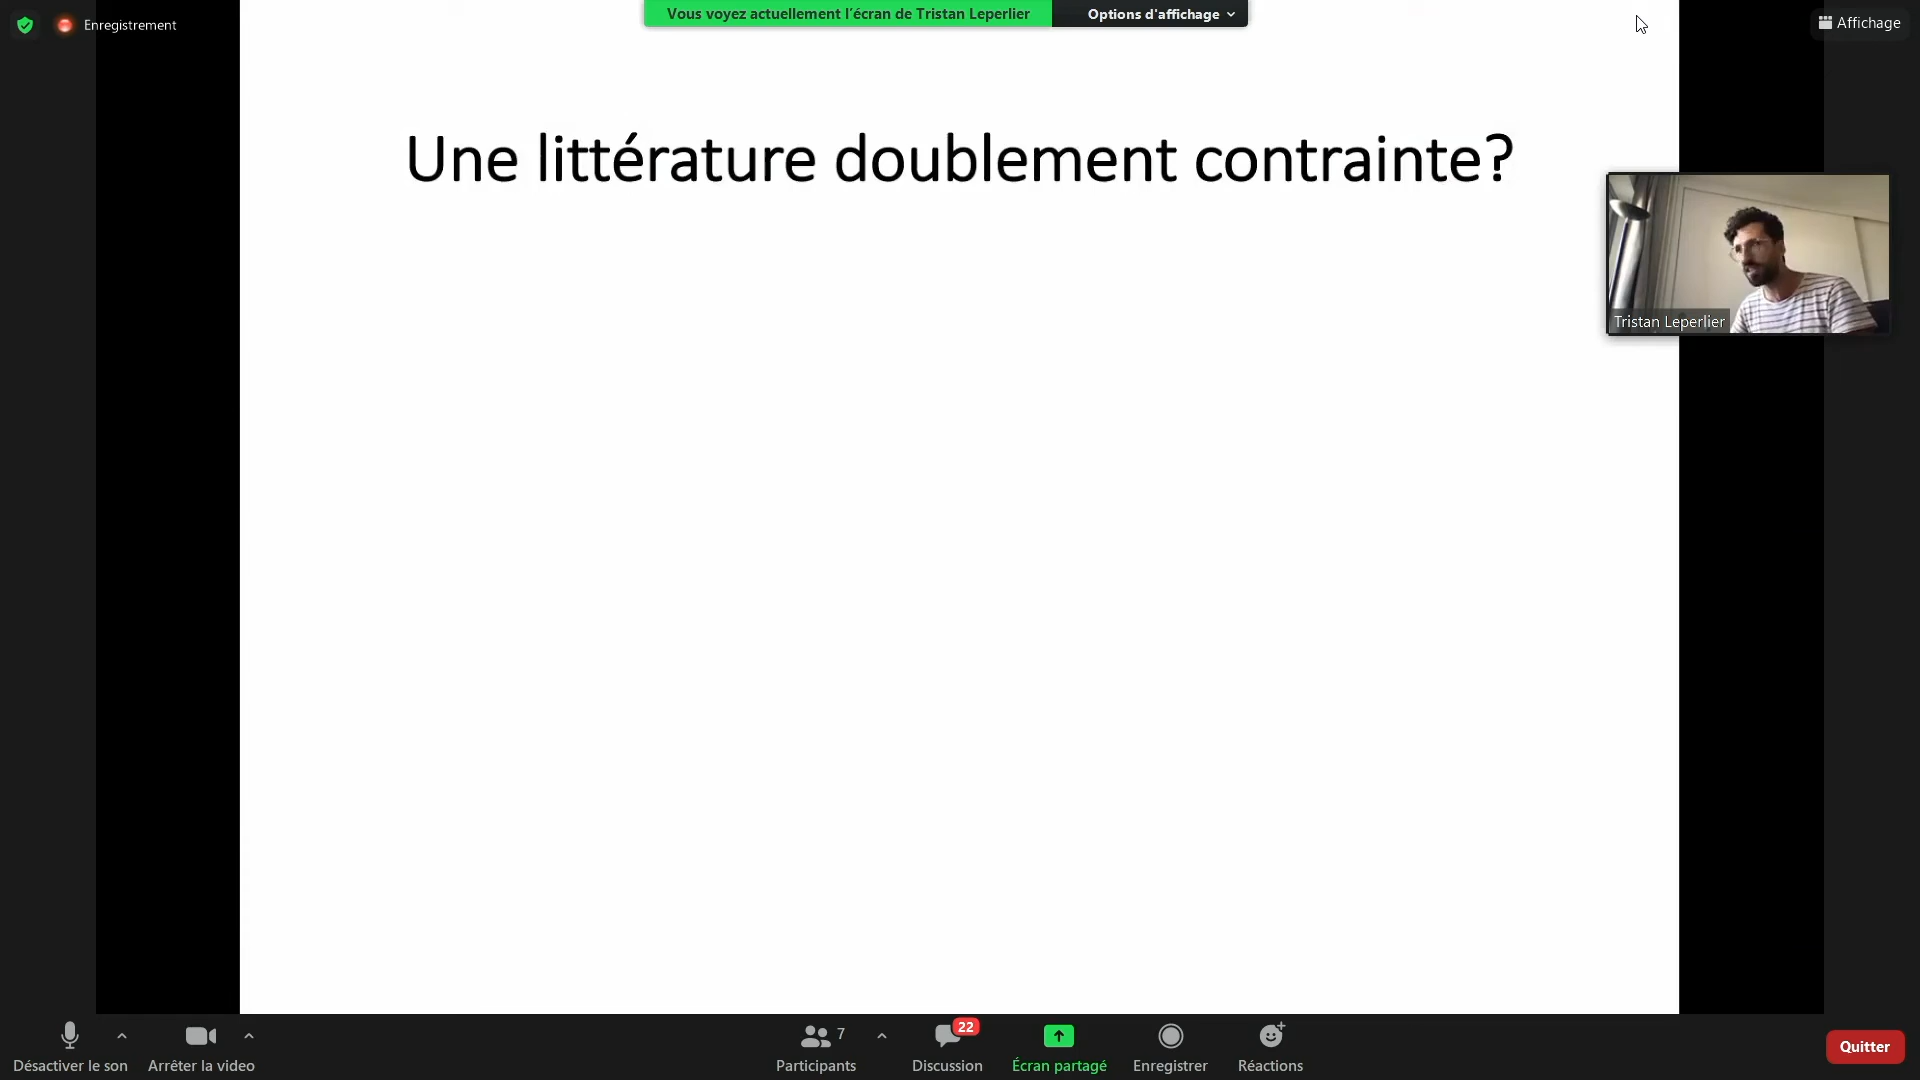 Enregistrement
Vous voyez actuellement l'écran de Tristan Leperlier
Options d'affichage
Affichage
Une littérature doublement contrainte?
Tristan Leperlier
Désactiver le son
Arrêter la video
7
Participants
22
Discussion
Écran partagé
Enregistrer
Réactions
Quitter